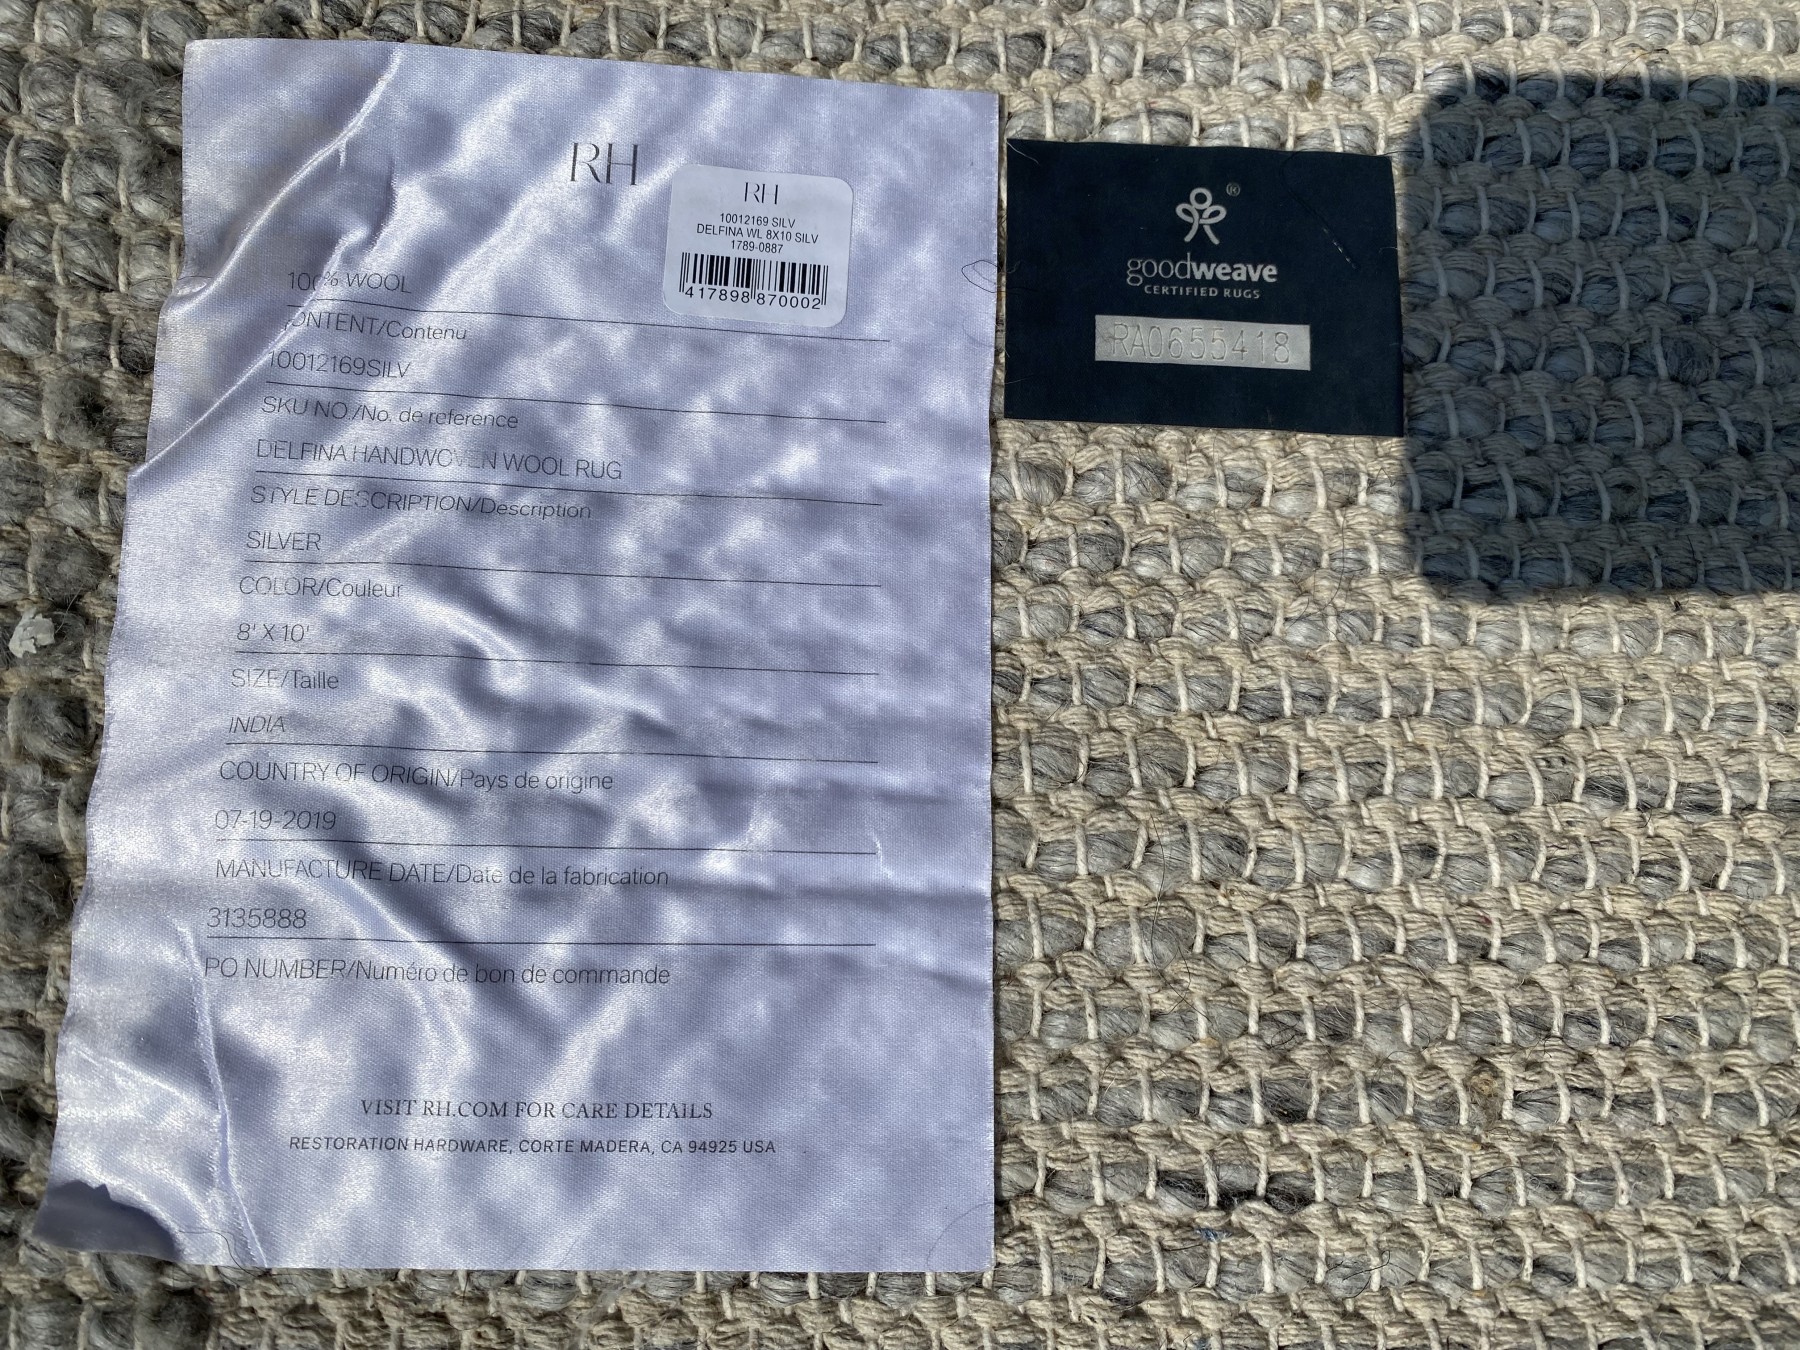 RH
RH
10012169 SILV
DELFINA WL 8X10 SILV
1789-0887
417898 870002
100% WOOL
CONTENT/Contenu
10012169SILV
SKU NO./No. de reference
DELFINA HANDWOVEN WOOL RUG
STYLE DESCRIPTION/Description
SILVER
COLOR/Couleur
8' X 10'
SIZE/Taille
INDIA
COUNTRY OF ORIGIN/Pays de origine
07-19-2019
MANUFACTURE DATE/Date de la fabrication
3135888
PO NUMBER/Numéro de bon de commande
VISIT RH.COM FOR CARE DETAILS
RESTORATION HARDWARE, CORTE MADERA, CA 94925 USA
®
goodweave
CERTIFIED RUGS
RA0655418